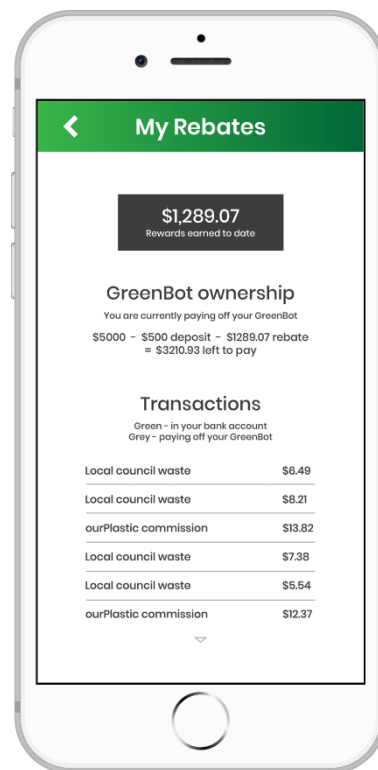 My Rebates
$1,289.07
Rewards earned to date
GreenBot ownership
You are currently paying off your GreenBot
$5000 - $500 deposit - $1289.07 rebate
= $3210.93 left to pay
Transactions
Green - in your bank account
Grey - paying off your GreenBot
Local council waste $6.49
Local council waste $8.21
ourPlastic commission $13.82
Local council waste $7.38
Local council waste $5.54
ourPlastic commission $12.37